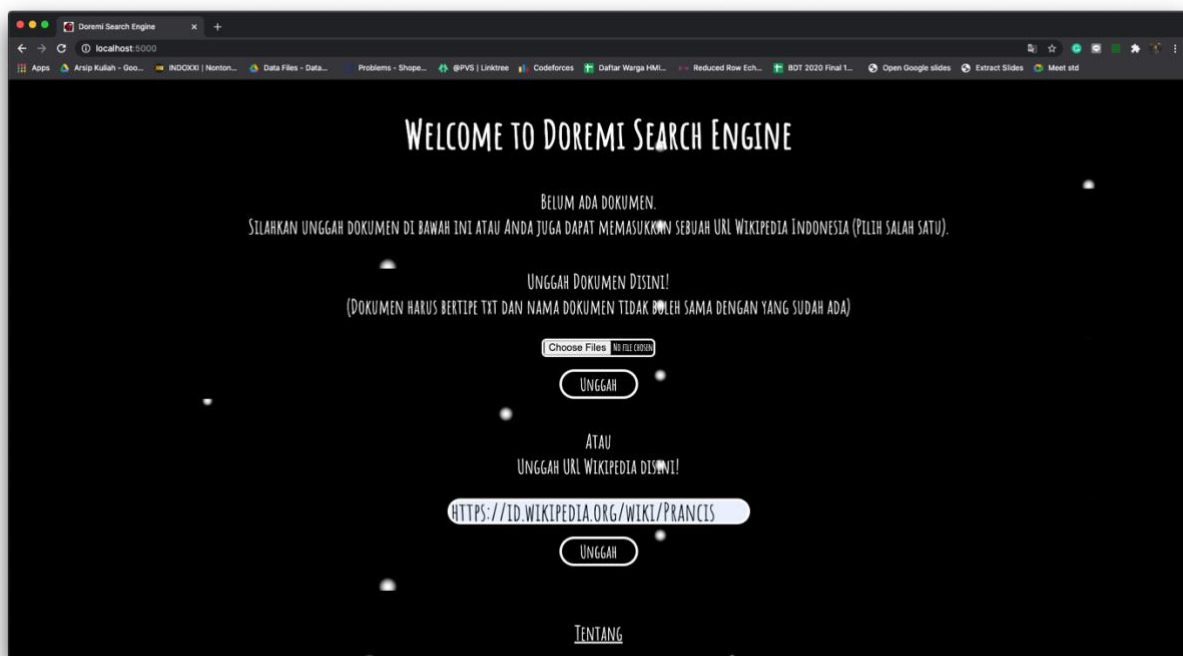 Doremi Search Engine
localhost:5000
Apps Arsip Kuliah - Goo... INDOXXI | Nonton... Data Files - Data... Problems - Shope... @PVS | Linktree Codeforces Daftar Warga HMI... Reduced Row Ech... BDT 2020 Final 1... Open Google slides Extract Slides Meet std
Welcome to Doremi Search Engine
Belum ada dokumen.
Silahkan unggah dokumen di bawah ini atau Anda juga dapat memasukkan sebuah URL Wikipedia Indonesia (Pilih salah satu).
Unggah Dokumen Disini!
(Dokumen harus bertipe txt dan nama dokumen tidak boleh sama dengan yang sudah ada)
Choose Files No file chosen
Unggah
Atau
Unggah URL Wikipedia disini!
https://id.wikipedia.org/wiki/Prancis
Unggah
Tentang